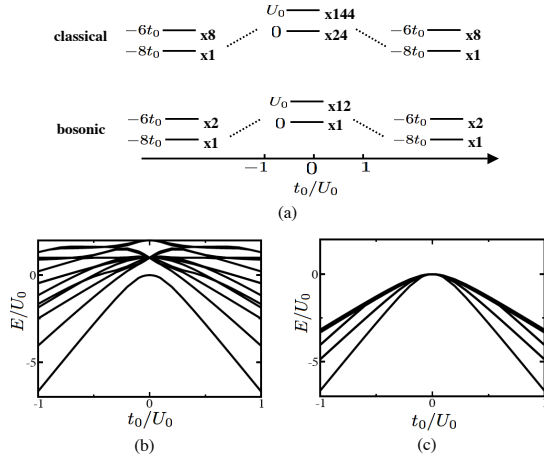 classical
−6t₀ x8
−8t₀ x1
U₀ x144
0 x24
−6t₀ x8
−8t₀ x1
bosonic
−6t₀ x2
−8t₀ x1
U₀ x12
0 x1
−6t₀ x2
−8t₀ x1
−1 0 1
t₀/U₀
(a)
E/U₀
0
-5
-1 0 1
t₀/U₀
(b)
E/U₀
0
-5
-1 0 1
t₀/U₀
(c)